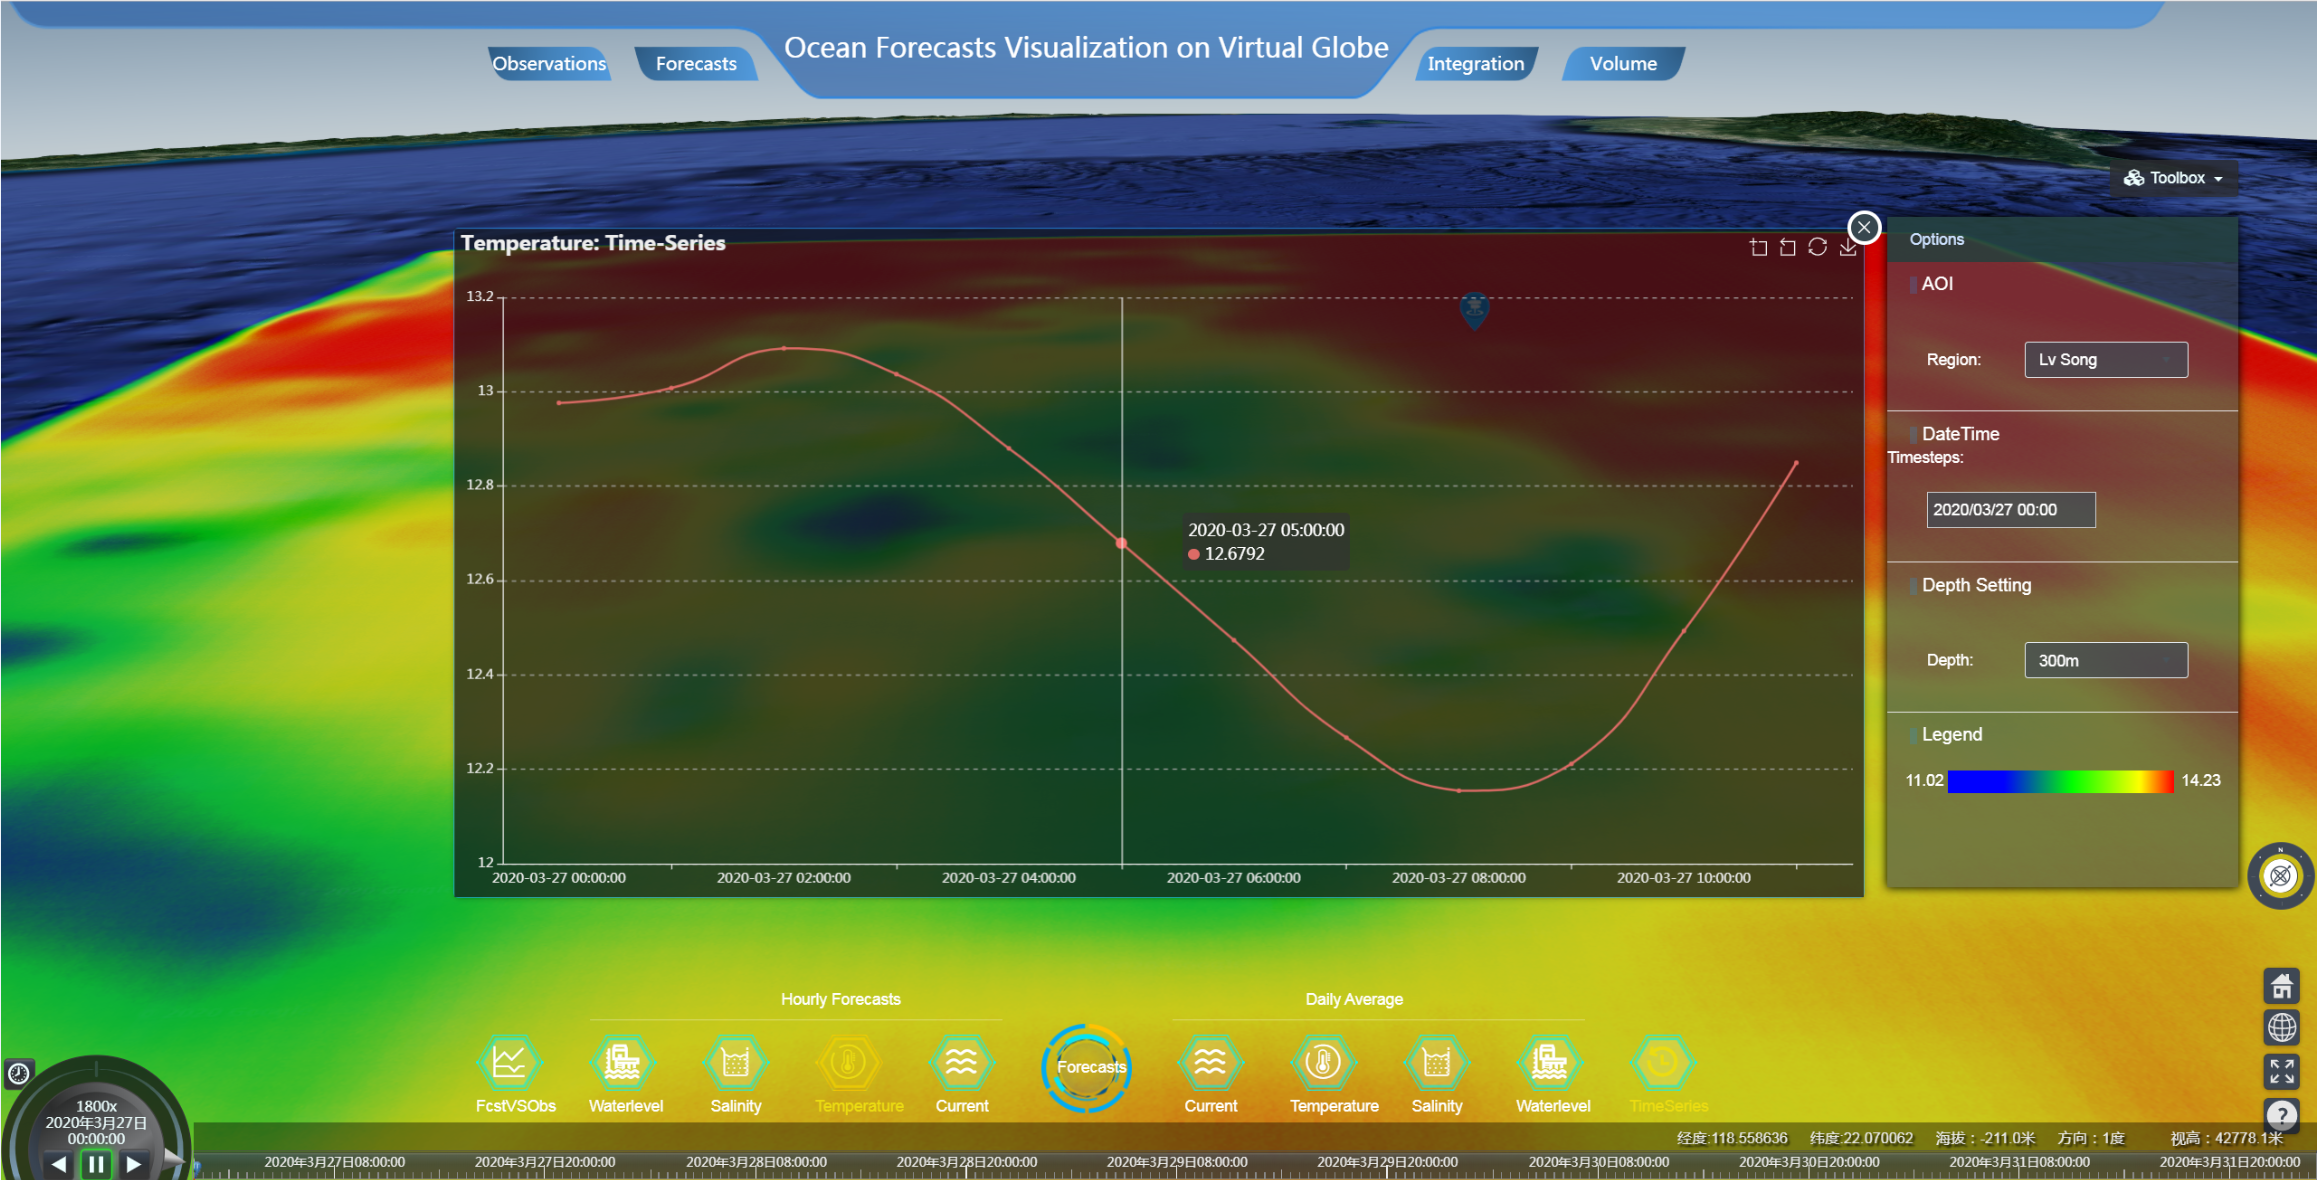 Observations
Forecasts
Ocean Forecasts Visualization on Virtual Globe
Integration
Volume
Toolbox
Temperature: Time-Series
13.2
13
12.8
12.6
12.4
12.2
12
2020-03-27 05:00:00
12.6792
2020-03-27 00:00:00
2020-03-27 02:00:00
2020-03-27 04:00:00
2020-03-27 06:00:00
2020-03-27 08:00:00
2020-03-27 10:00:00
Options
AOI
Region:
Lv Song
DateTime
Timesteps:
2020/03/27 00:00
Depth Setting
Depth:
300m
Legend
11.02
14.23
N
Hourly Forecasts
Daily Average
FcstVSObs
Waterlevel
Salinity
Temperature
Current
Forecasts
Current
Temperature
Salinity
Waterlevel
TimeSeries
?
1800x
2020年3月27日
00:00:00
经度:118.558636
纬度:22.070062
海拔：-211.0米
方向：1度
视高：42778.1米
2020年3月27日08:00:00
2020年3月27日20:00:00
2020年3月28日08:00:00
2020年3月28日20:00:00
2020年3月29日08:00:00
2020年3月29日20:00:00
2020年3月30日08:00:00
2020年3月30日20:00:00
2020年3月31日08:00:00
2020年3月31日20:00:00